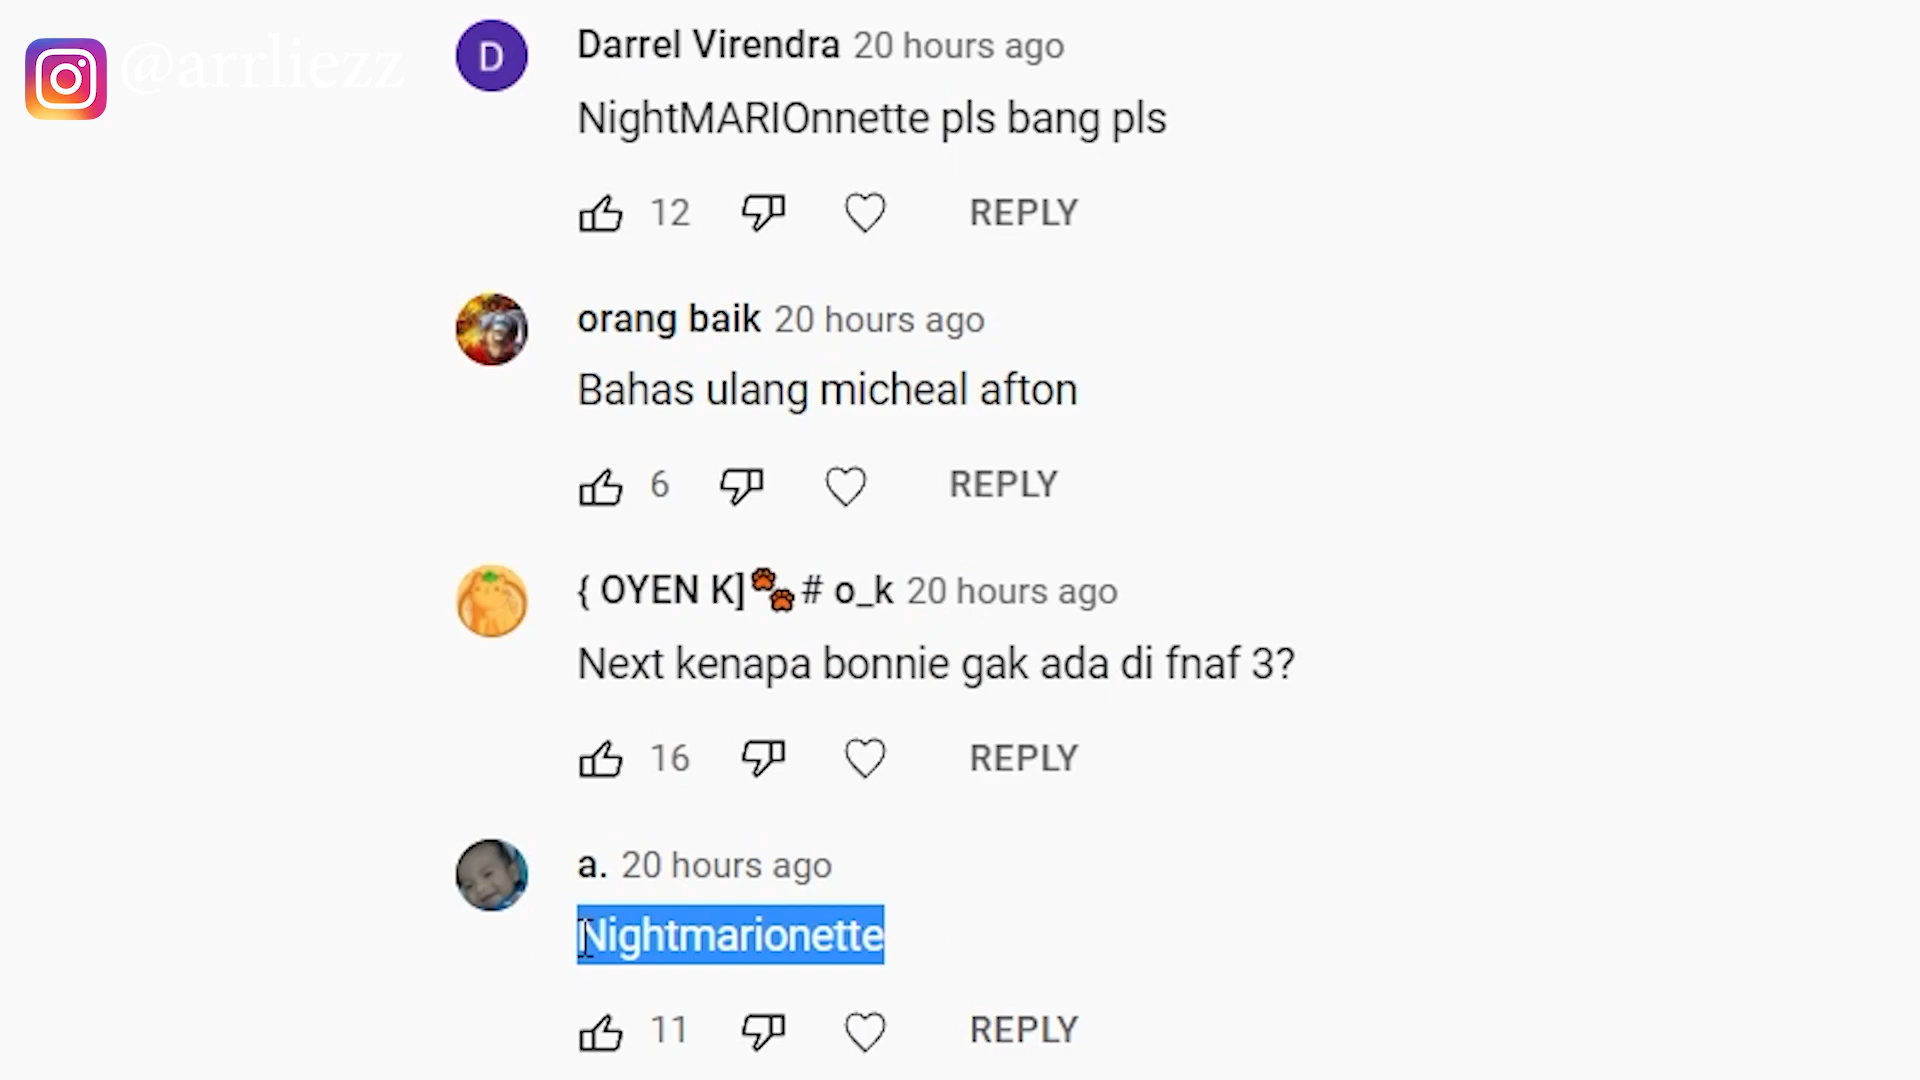 @arrliezz
D
Darrel Virendra 20 hours ago
NightMARIOnnette pls bang pls
12 REPLY
orang baik 20 hours ago
Bahas ulang micheal afton
6 REPLY
{ OYEN K]🐾# o_k 20 hours ago
Next kenapa bonnie gak ada di fnaf 3?
16 REPLY
a. 20 hours ago
Nightmarionette
11 REPLY